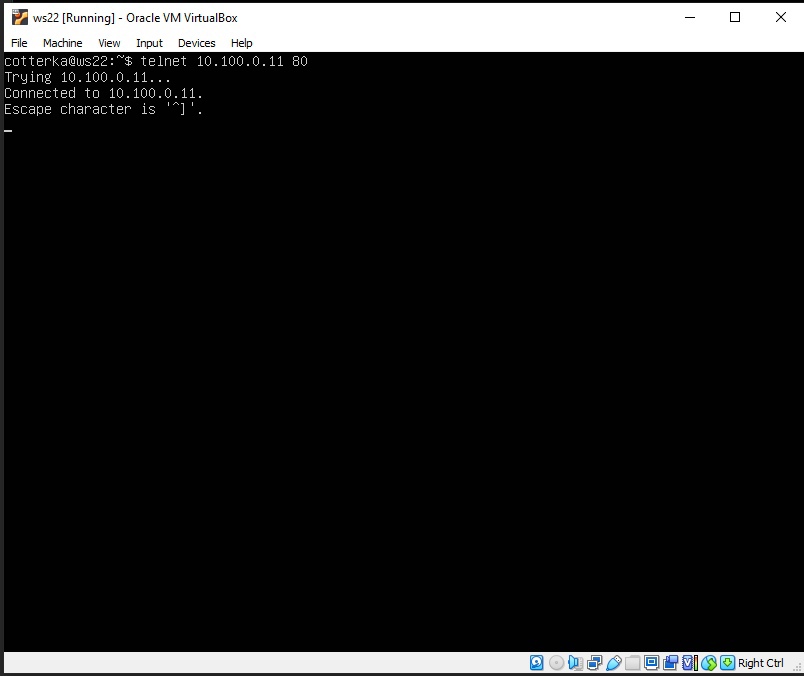 ws22 [Running] - Oracle VM VirtualBox
File Machine View Input Devices Help
cotterka@ws22:~$ telnet 10.100.0.11 80
Trying 10.100.0.11...
Connected to 10.100.0.11.
Escape character is '^]'.
Right Ctrl